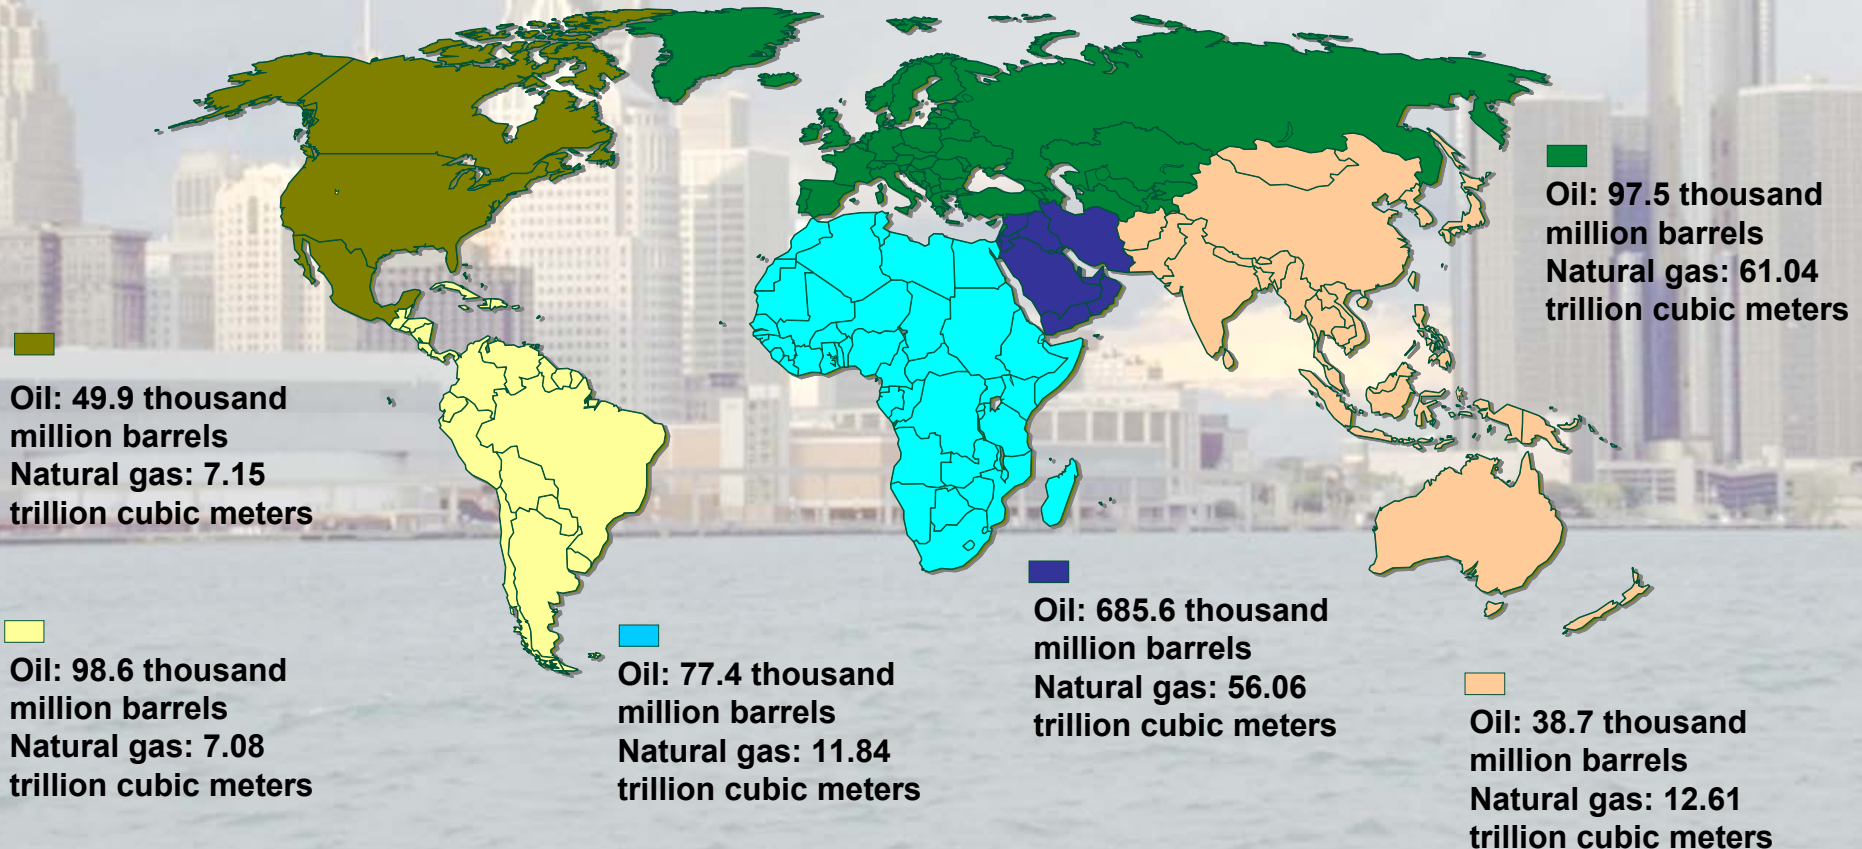 Oil: 97.5 thousand
million barrels
Natural gas: 61.04
trillion cubic meters
Oil: 49.9 thousand
million barrels
Natural gas: 7.15
trillion cubic meters
Oil: 98.6 thousand
million barrels
Natural gas: 7.08
trillion cubic meters
Oil: 77.4 thousand
million barrels
Natural gas: 11.84
trillion cubic meters
Oil: 685.6 thousand
million barrels
Natural gas: 56.06
trillion cubic meters
Oil: 38.7 thousand
million barrels
Natural gas: 12.61
trillion cubic meters